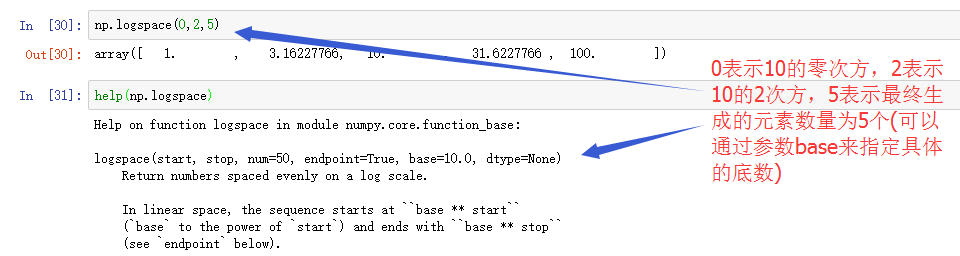 In [30]: np.logspace(0,2,5)
Out[30]: array([   1.        ,   3.16227766,  10.        ,  31.6227766 , 100.        ])
In [31]: help(np.logspace)
Help on function logspace in module numpy.core.function_base:
logspace(start, stop, num=50, endpoint=True, base=10.0, dtype=None)
Return numbers spaced evenly on a log scale.
In linear space, the sequence starts at ``base ** start``
(`base` to the power of `start`) and ends with ``base ** stop``
(see `endpoint` below).
0表示10的零次方，2表示
10的2次方，5表示最终生
成的元素数量为5个(可以
通过参数base来指定具体
的底数)